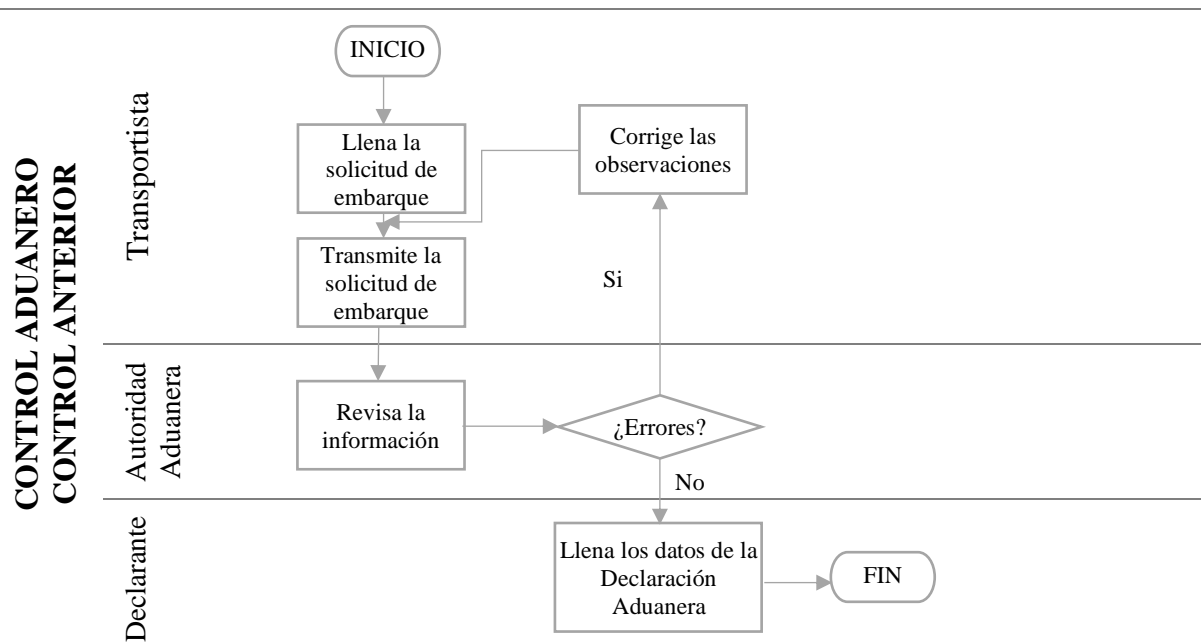 CONTROL ADUANERO
CONTROL ANTERIOR
Transportista
INICIO
Llena la
solicitud de
embarque
Transmite la
solicitud de
embarque
Corrige las
observaciones
Si
Autoridad
Aduanera
Revisa la
información
¿Errores?
No
Declarante
Llena los datos de la
Declaración
Aduanera
FIN